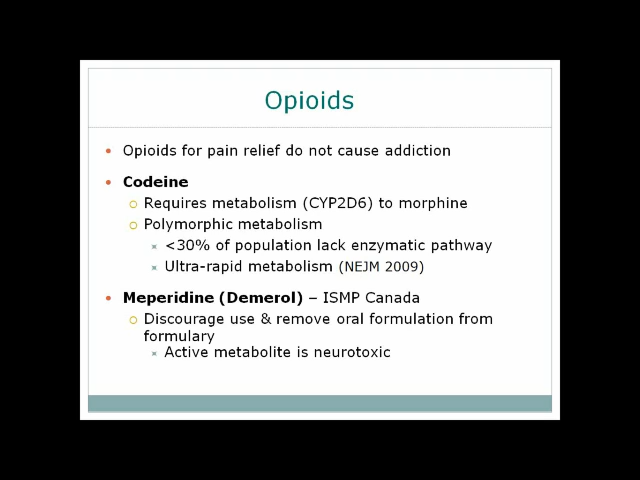 Opioids
• Opioids for pain relief do not cause addiction
• Codeine
○ Requires metabolism (CYP2D6) to morphine
○ Polymorphic metabolism
× <30% of population lack enzymatic pathway
× Ultra-rapid metabolism (NEJM 2009)
• Meperidine (Demerol) – ISMP Canada
○ Discourage use & remove oral formulation from
formulary
× Active metabolite is neurotoxic